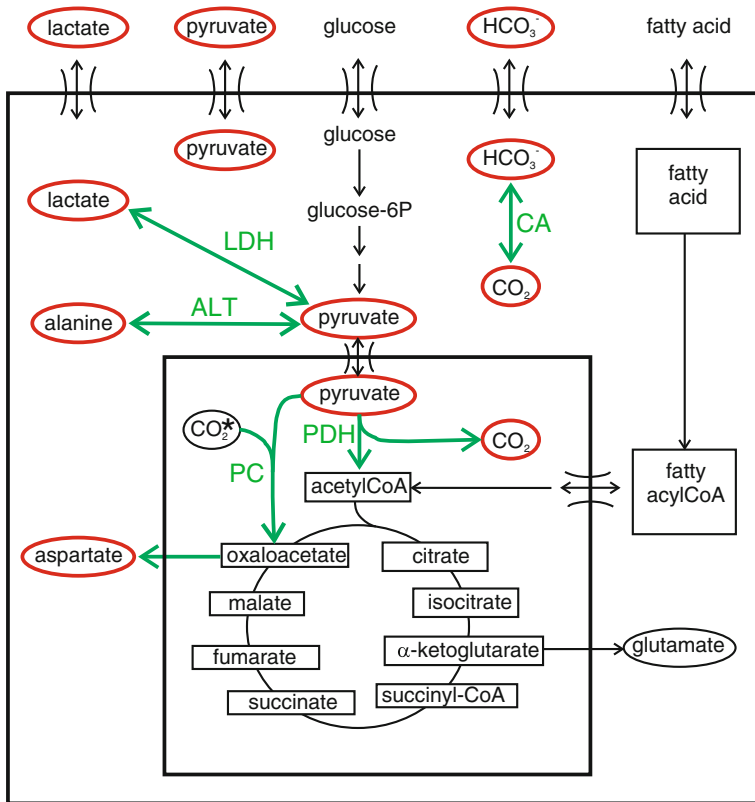 lactate
pyruvate
glucose
HCO₃⁻
fatty acid
glucose
pyruvate
HCO₃⁻
fatty
acid
lactate
glucose-6P
LDH
CA
CO₂
ALT
alanine
pyruvate
pyruvate
CO₂*
PDH
CO₂
PC
acetylCoA
fatty
acylCoA
aspartate
oxaloacetate
citrate
malate
isocitrate
fumarate
α-ketoglutarate
glutamate
succinate
succinyl-CoA